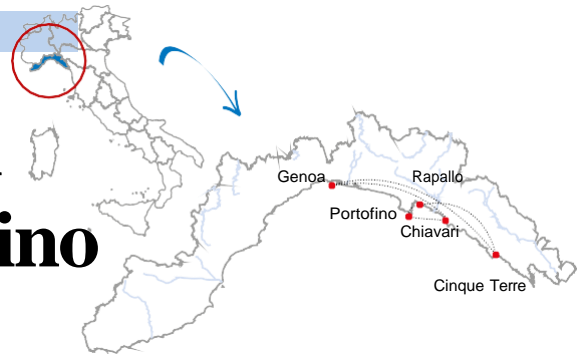 Genoa
Rapallo
Portofino
Chiavari
ino
Cinque Terre